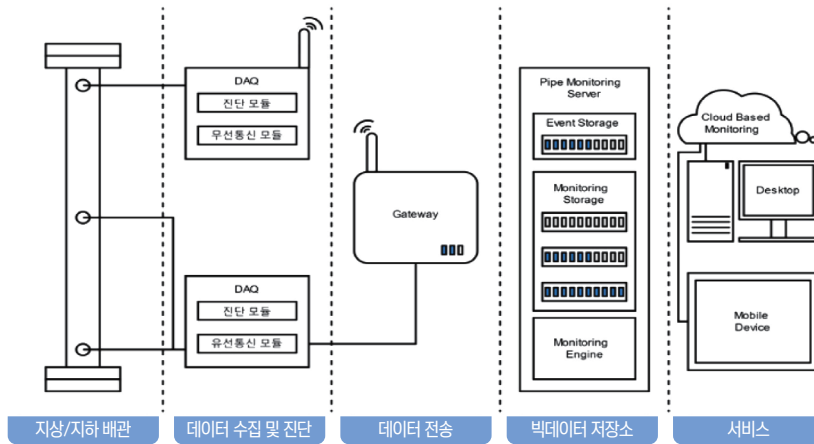 DAQ
진단 모듈
무선통신 모듈
DAQ
진단 모듈
유선통신 모듈
Gateway
Pipe Monitoring
Server
Event Storage
Monitoring
Storage
Monitoring
Engine
Cloud Based
Monitoring
Desktop
Mobile
Device
지상/지하 배관
데이터 수집 및 진단
데이터 전송
빅데이터 저장소
서비스